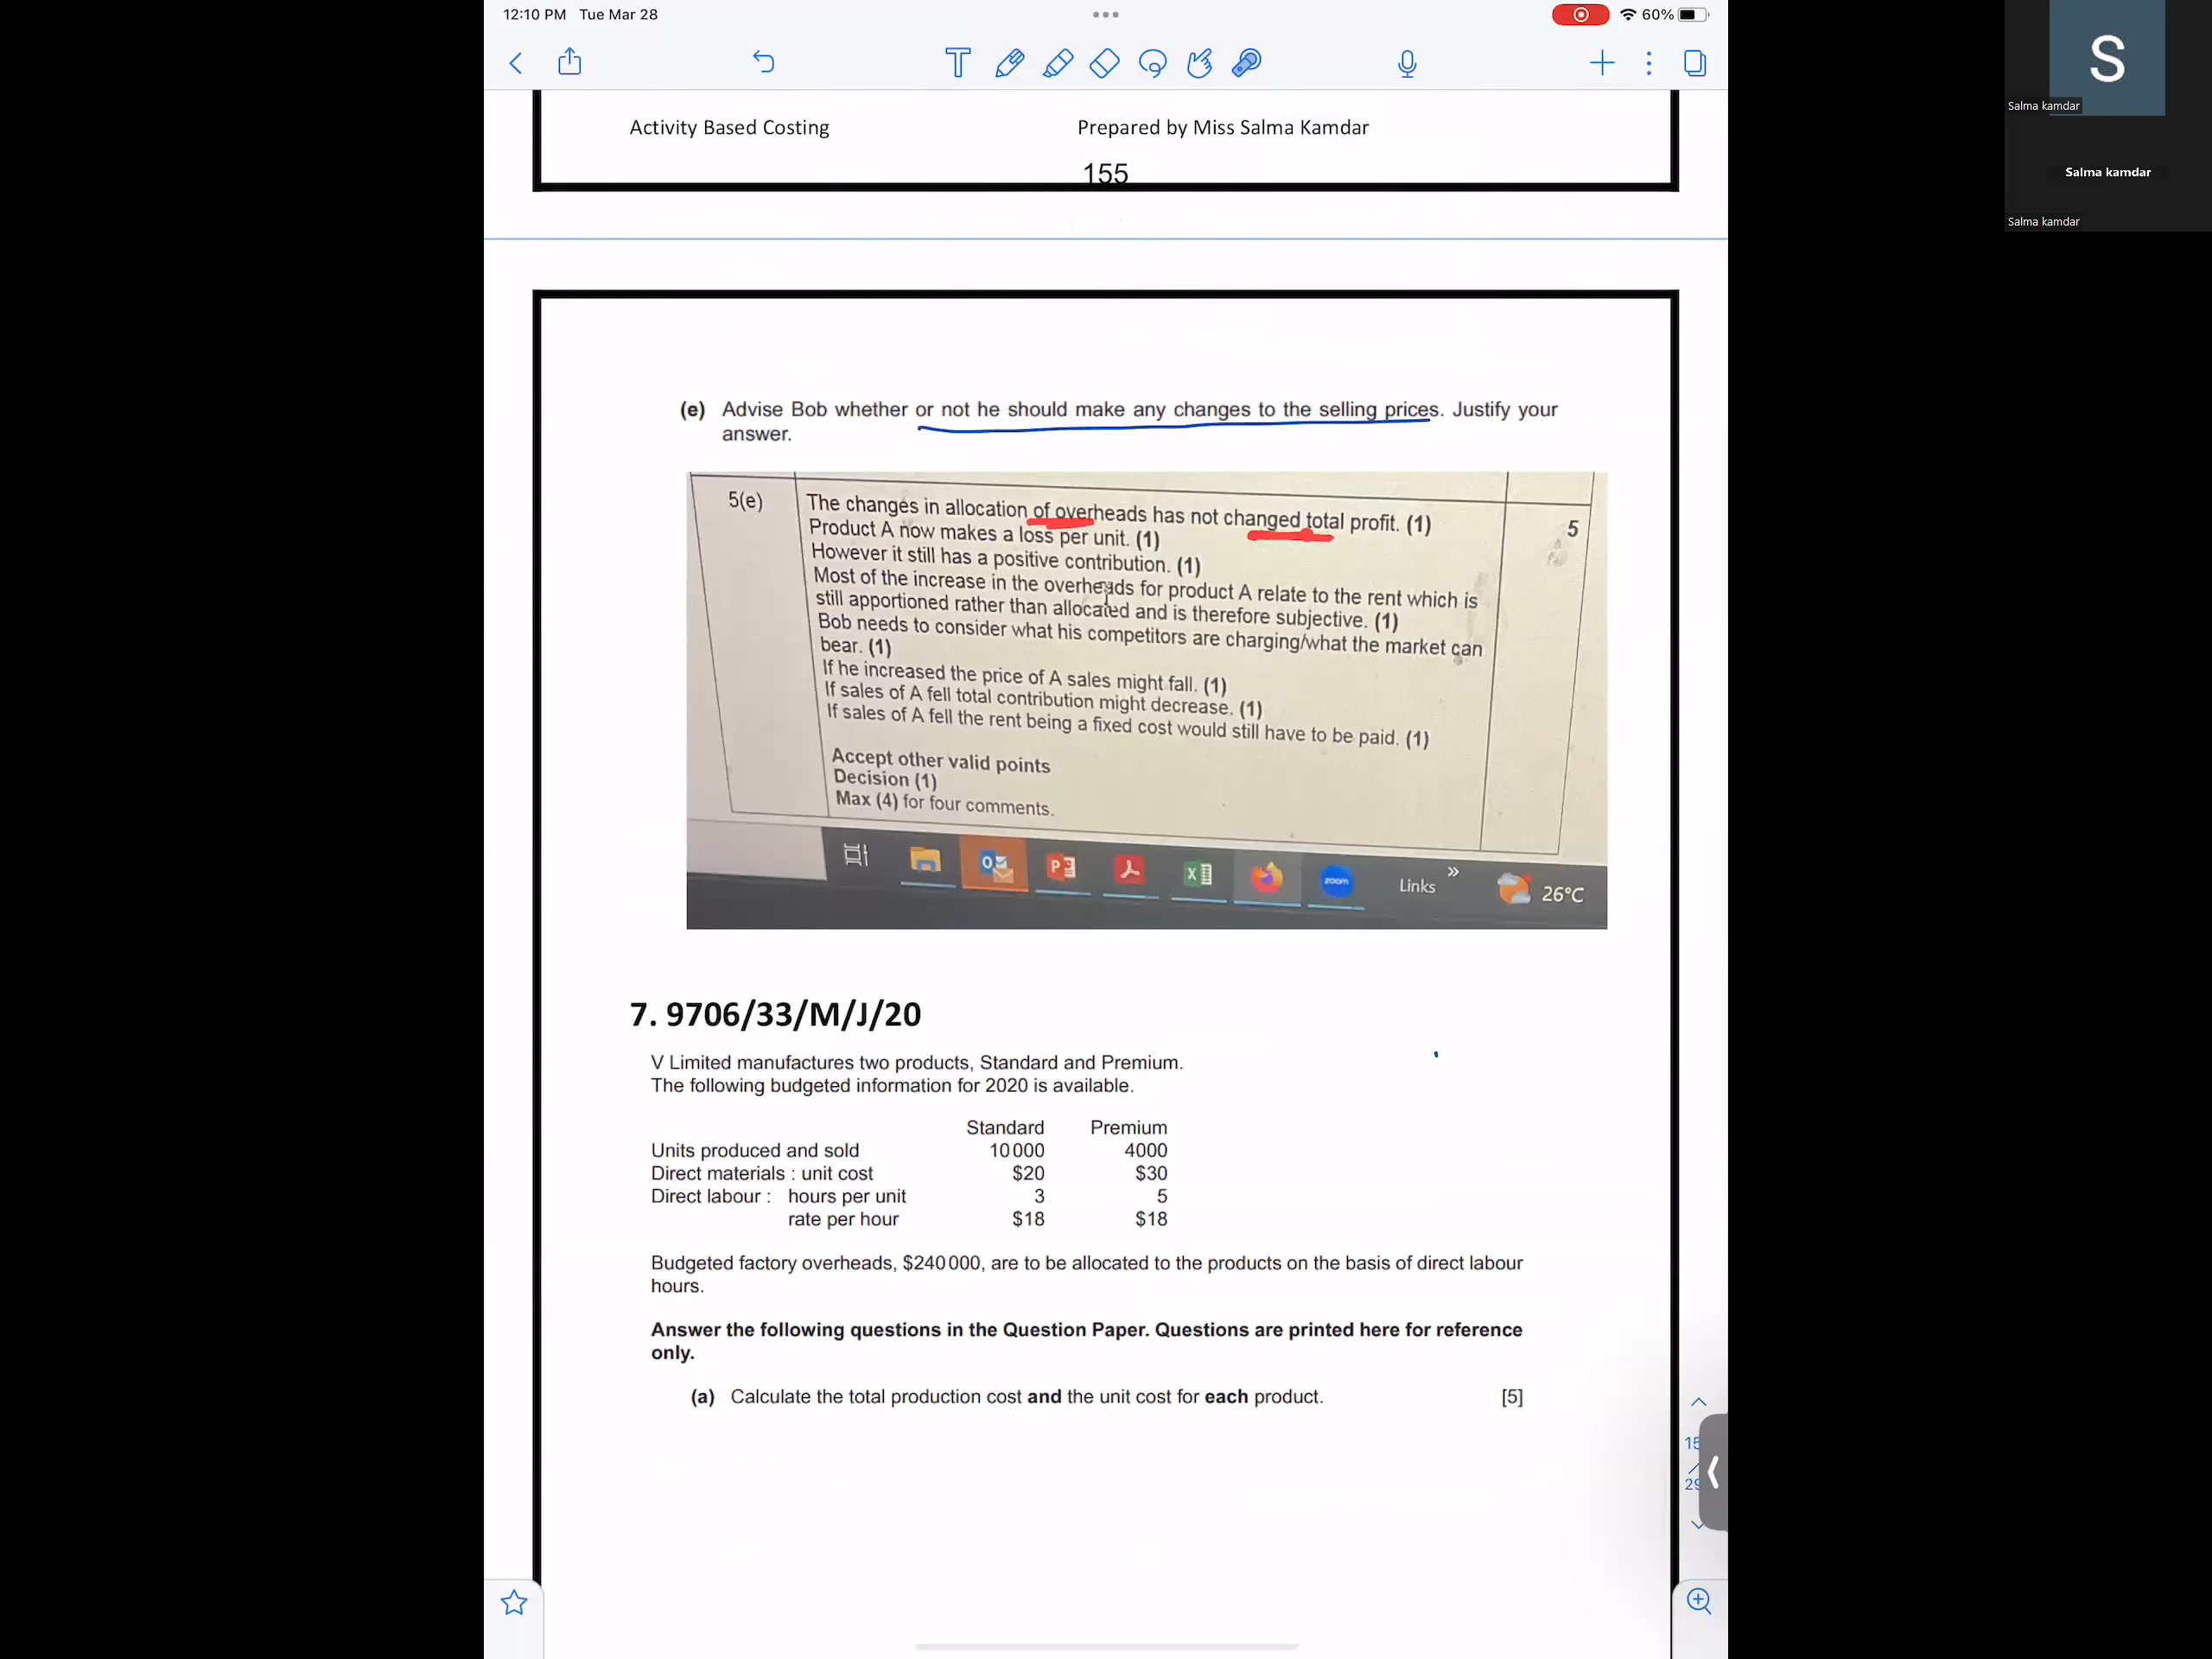 12:10 PM Tue Mar 28
60%
S
Salma kamdar
Salma kamdar
Salma kamdar
Activity Based Costing Prepared by Miss Salma Kamdar
155
(e) Advise Bob whether or not he should make any changes to the selling prices. Justify your
answer.
5(e) The changes in allocation of overheads has not changed total profit. (1) 5
Product A now makes a loss per unit. (1)
However it still has a positive contribution. (1)
Most of the increase in the overheads for product A relate to the rent which is
still apportioned rather than allocated and is therefore subjective. (1)
Bob needs to consider what his competitors are charging/what the market can
bear. (1)
If he increased the price of A sales might fall. (1)
If sales of A fell total contribution might decrease. (1)
If sales of A fell the rent being a fixed cost would still have to be paid. (1)
Accept other valid points
Decision (1)
Max (4) for four comments.
zoom Links » 26°C
7. 9706/33/M/J/20
V Limited manufactures two products, Standard and Premium.
The following budgeted information for 2020 is available.
Standard Premium
Units produced and sold 10 000 4000
Direct materials : unit cost $20 $30
Direct labour : hours per unit 3 5
rate per hour $18 $18
Budgeted factory overheads, $240 000, are to be allocated to the products on the basis of direct labour
hours.
Answer the following questions in the Question Paper. Questions are printed here for reference
only.
(a) Calculate the total production cost and the unit cost for each product. [5]